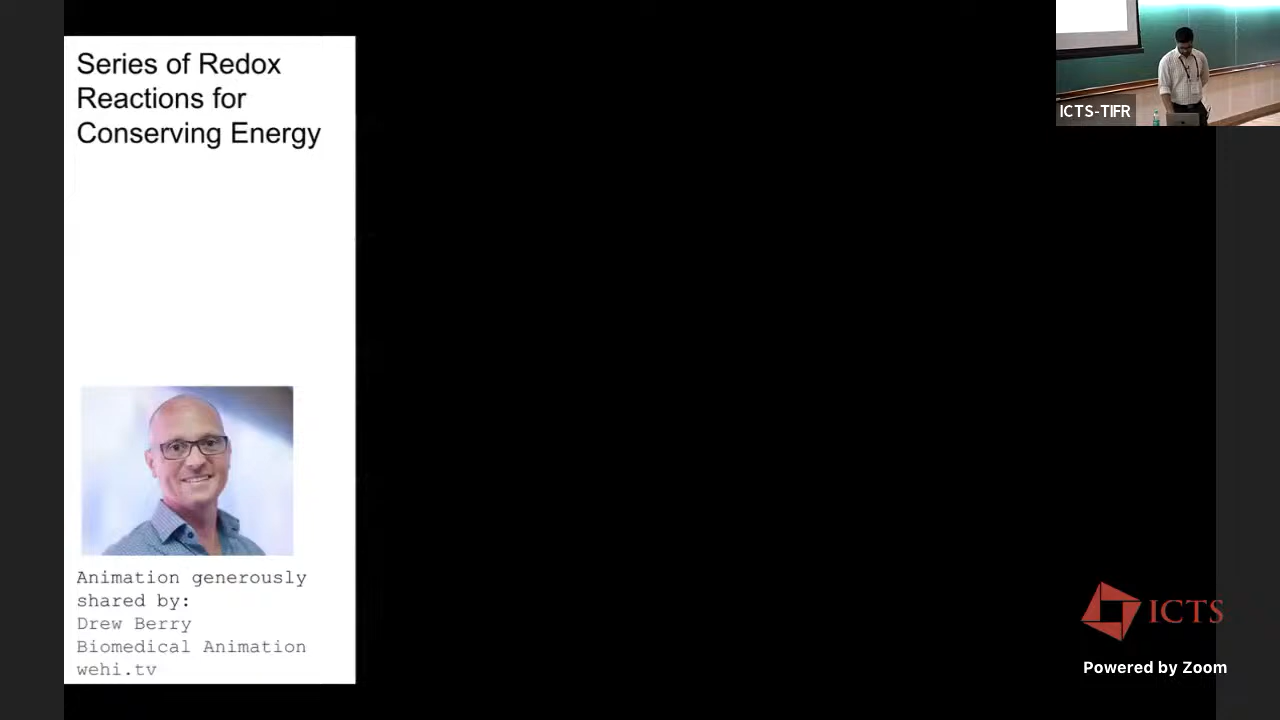 Series of Redox
Reactions for
Conserving Energy
Animation generously
shared by:
Drew Berry
Biomedical Animation
wehi.tv
ICTS-TIFR
ICTS
Powered by Zoom